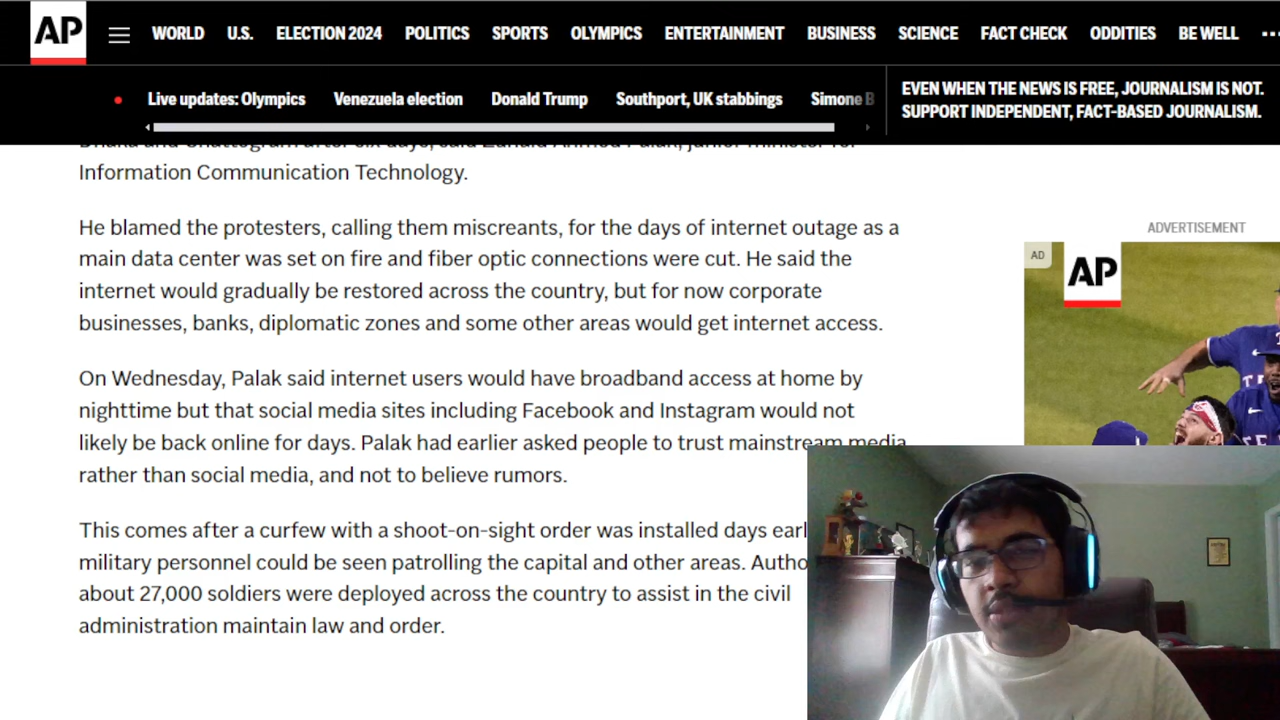 AP
WORLD U.S. ELECTION 2024 POLITICS SPORTS OLYMPICS ENTERTAINMENT BUSINESS SCIENCE FACT CHECK ODDITIES BE WELL ...
Live updates: Olympics Venezuela election Donald Trump Southport, UK stabbings Simone B
EVEN WHEN THE NEWS IS FREE, JOURNALISM IS NOT.
SUPPORT INDEPENDENT, FACT-BASED JOURNALISM.
Information Communication Technology.
He blamed the protesters, calling them miscreants, for the days of internet outage as a
main data center was set on fire and fiber optic connections were cut. He said the
internet would gradually be restored across the country, but for now corporate
businesses, banks, diplomatic zones and some other areas would get internet access.
On Wednesday, Palak said internet users would have broadband access at home by
nighttime but that social media sites including Facebook and Instagram would not
likely be back online for days. Palak had earlier asked people to trust mainstream media
rather than social media, and not to believe rumors.
This comes after a curfew with a shoot-on-sight order was installed days earl
military personnel could be seen patrolling the capital and other areas. Autho
about 27,000 soldiers were deployed across the country to assist in the civil
administration maintain law and order.
ADVERTISEMENT
AD
AP